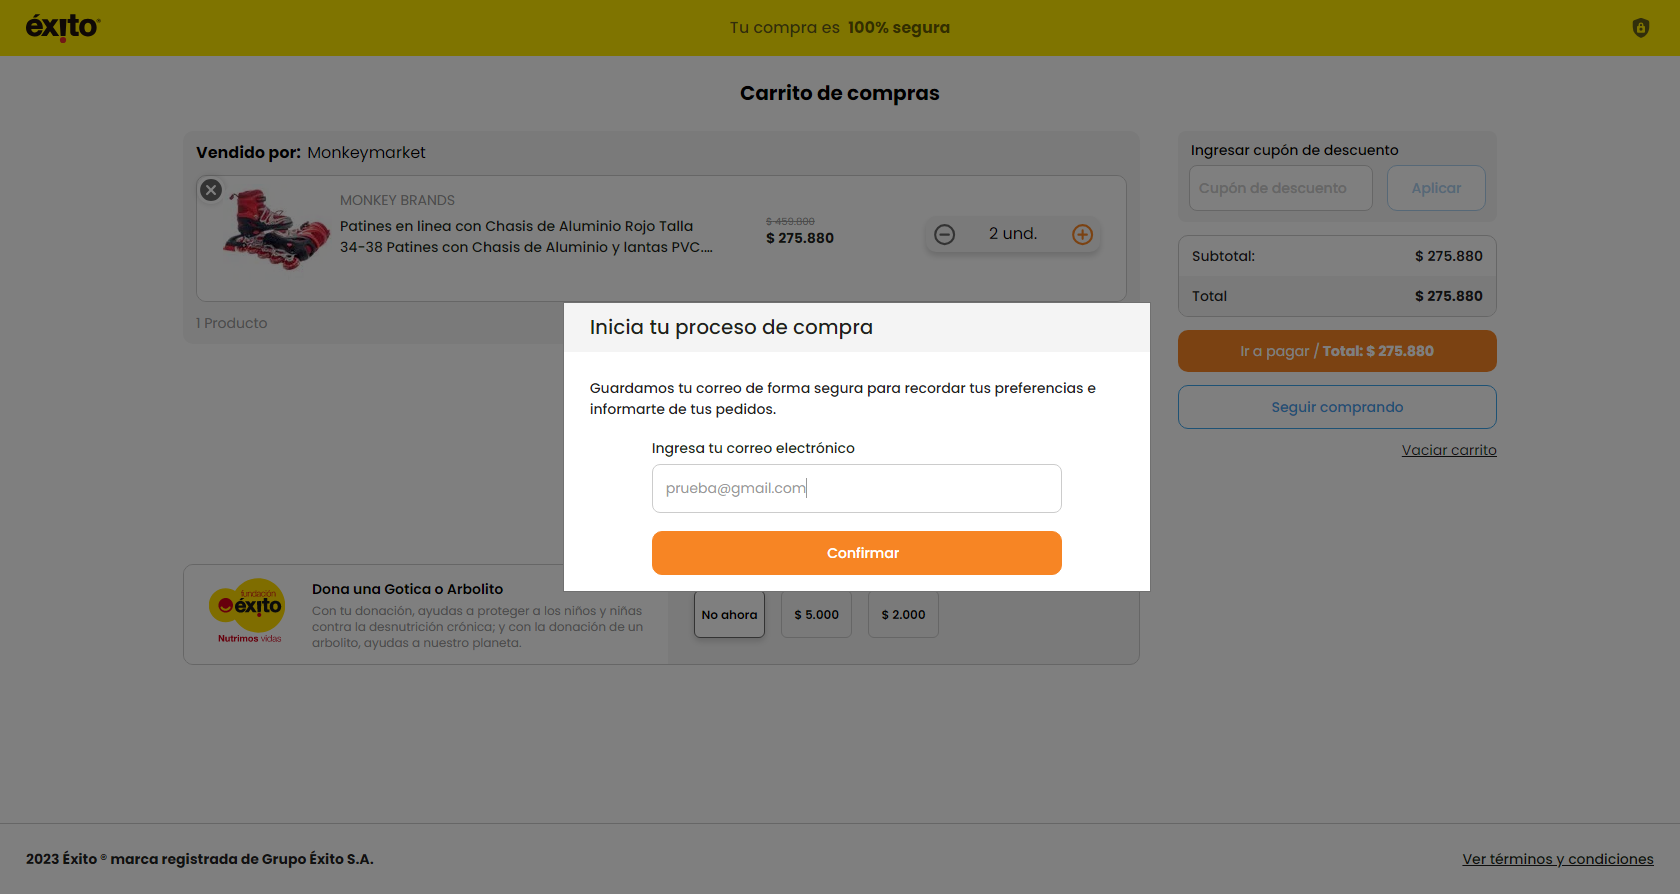 éxito®
Tu compra es 100% segura
Carrito de compras
Vendido por: Monkeymarket
MONKEY BRANDS
Patines en linea con Chasis de Aluminio Rojo Talla
34-38 Patines con Chasis de Aluminio y lantas PVC....
$ 459.800
$ 275.880
2 und.
1 Producto
Ingresar cupón de descuento
Cupón de descuento
Aplicar
Subtotal: $ 275.880
Total $ 275.880
Ir a pagar / Total: $ 275.880
Seguir comprando
Vaciar carrito
Inicia tu proceso de compra
Guardamos tu correo de forma segura para recordar tus preferencias e
informarte de tus pedidos.
Ingresa tu correo electrónico
prueba@gmail.com
Confirmar
fundación
éxito
Nutrimos vidas
Dona una Gotica o Arbolito
Con tu donación, ayudas a proteger a los niños y niñas
contra la desnutrición crónica; y con la donación de un
arbolito, ayudas a nuestro planeta.
No ahora
$ 5.000
$ 2.000
2023 Éxito ® marca registrada de Grupo Éxito S.A.
Ver términos y condiciones